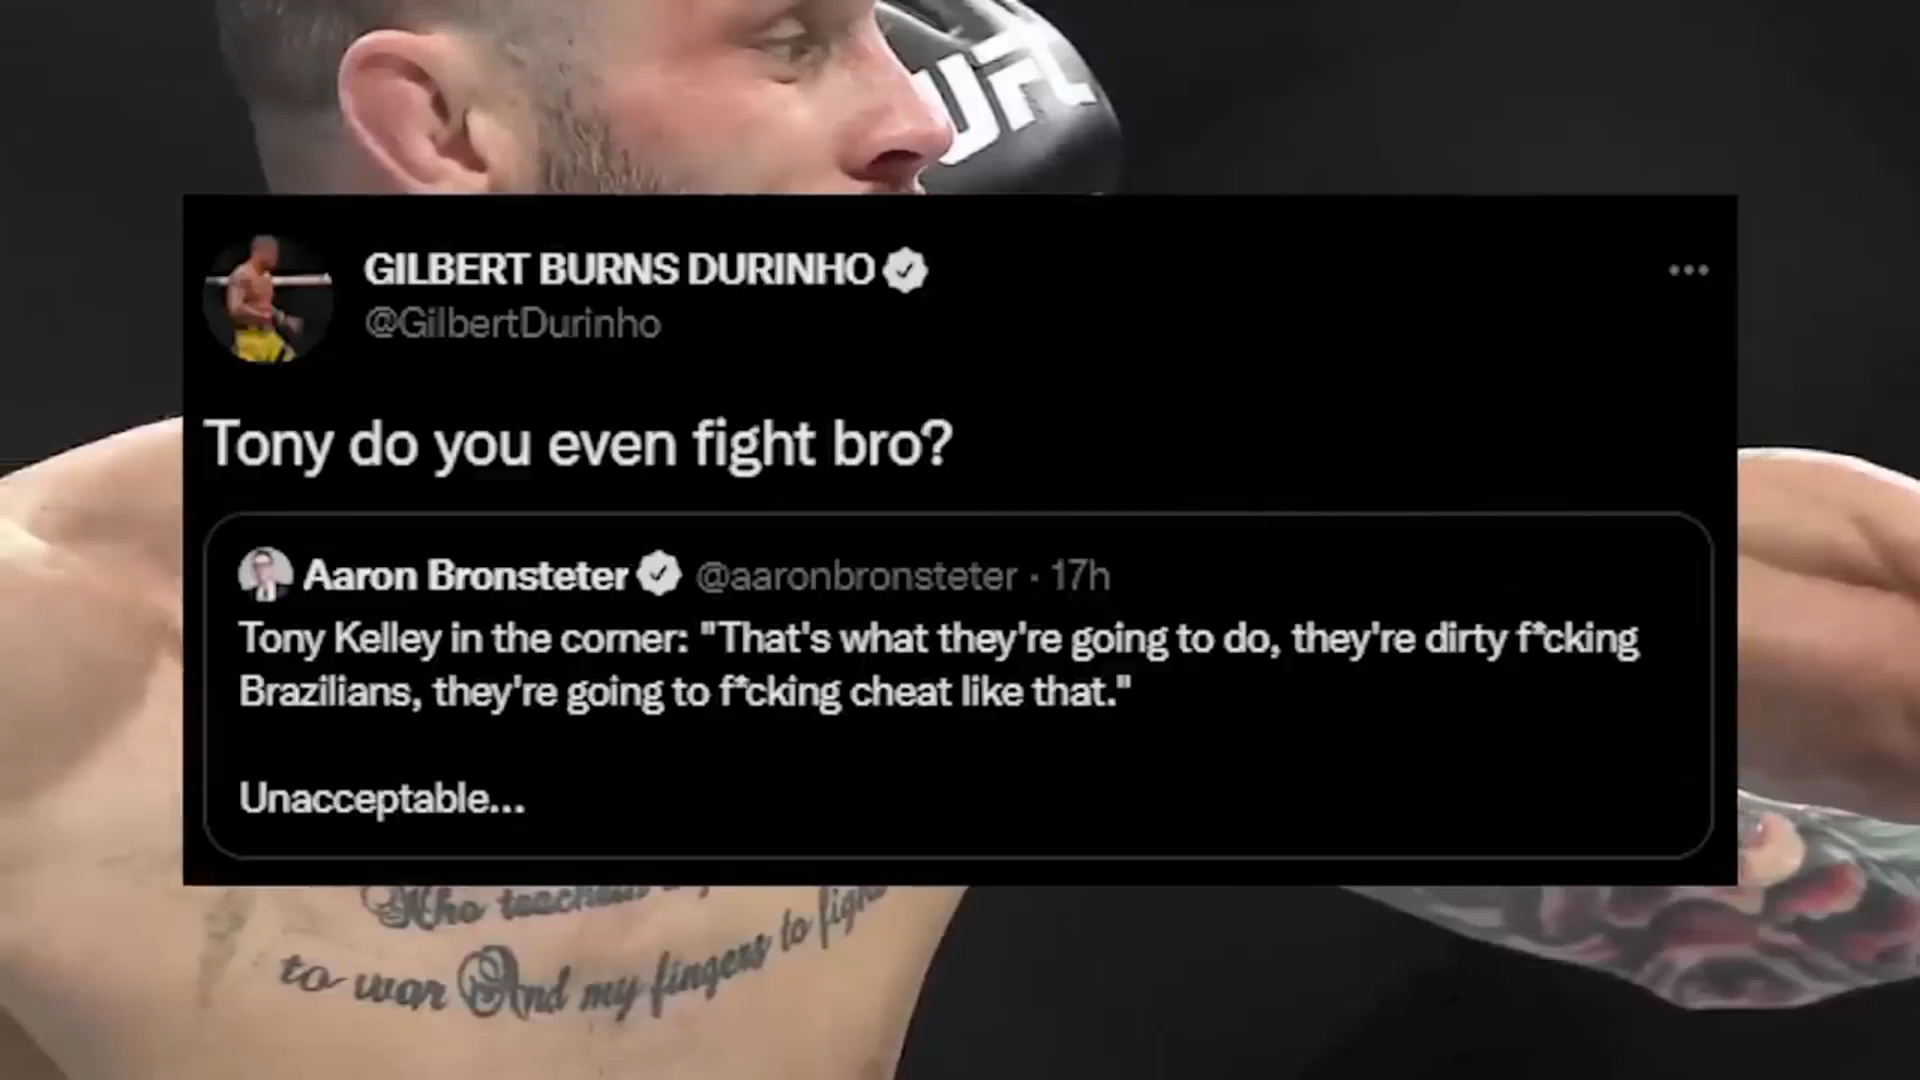 UFC
GILBERT BURNS DURINHO
@GilbertDurinho
Tony do you even fight bro?
Aaron Bronsteter @aaronbronsteter · 17h
Tony Kelley in the corner: "That's what they're going to do, they're dirty f*cking
Brazilians, they're going to f*cking cheat like that."
Unacceptable...
Who teaches
to war And my fingers to fight